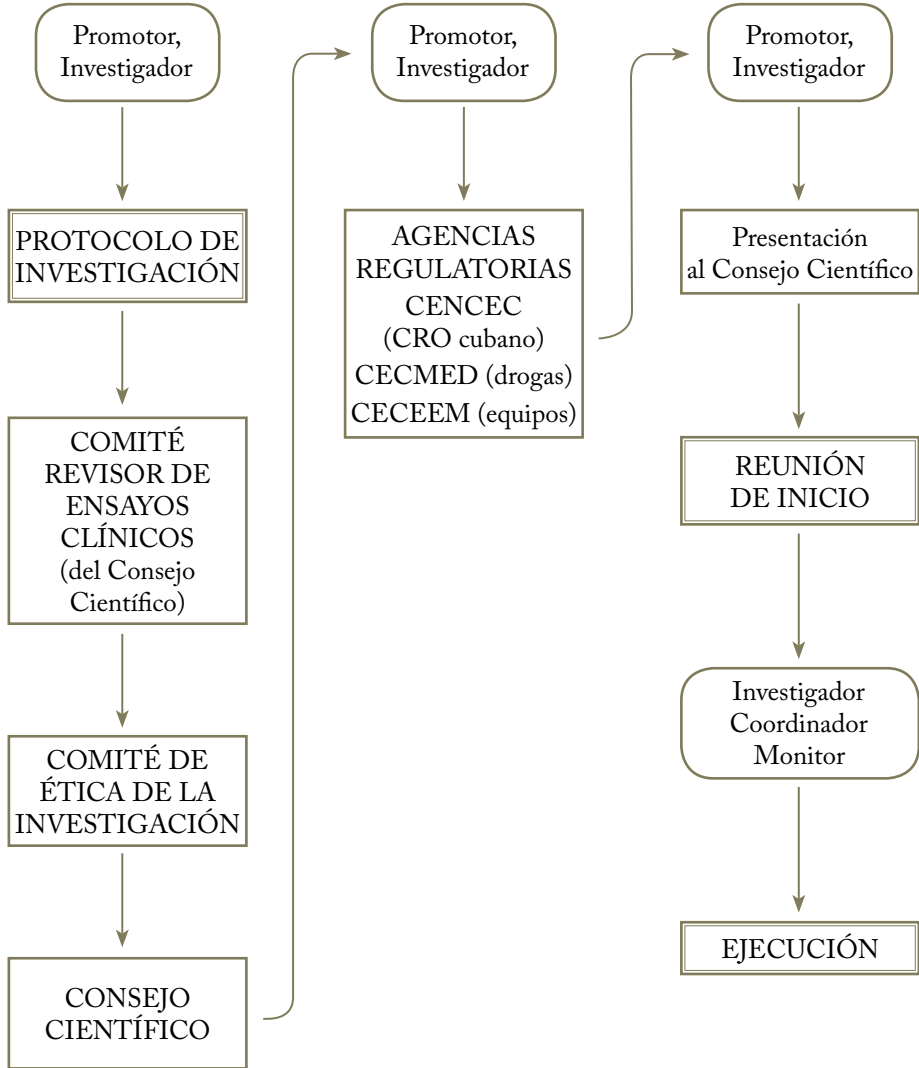 Promotor,
Investigador
PROTOCOLO DE
INVESTIGACIÓN
COMITÉ
REVISOR DE
ENSAYOS
CLÍNICOS
(del Consejo
Científico)
COMITÉ DE
ÉTICA DE LA
INVESTIGACIÓN
CONSEJO
CIENTÍFICO
Promotor,
Investigador
AGENCIAS
REGULATORIAS
CENCEC
(CRO cubano)
CECMED (drogas)
CECEEM (equipos)
Promotor,
Investigador
Presentación
al Consejo Científico
REUNIÓN
DE INICIO
Investigador
Coordinador
Monitor
EJECUCIÓN